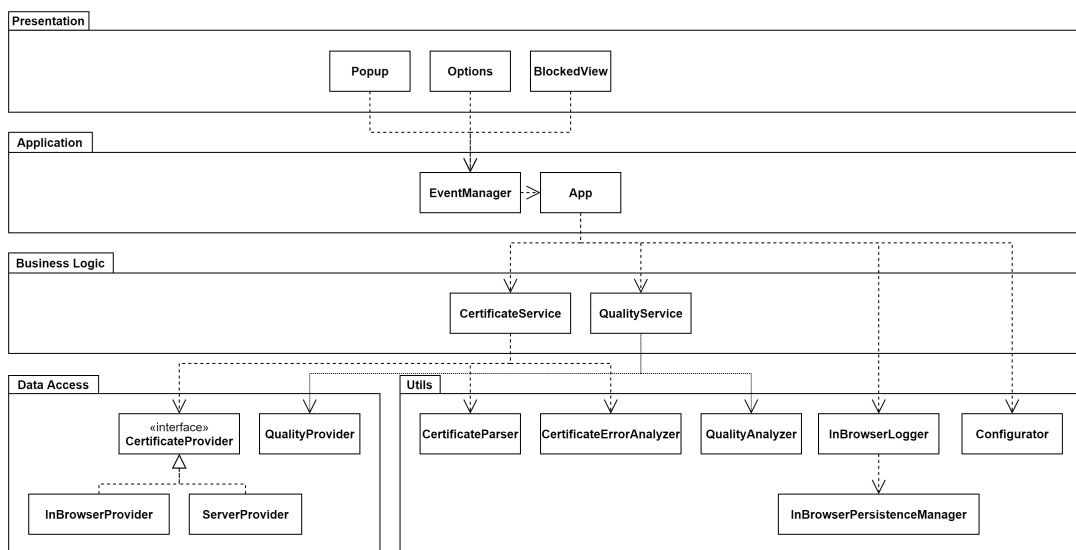 Presentation
Popup
Options
BlockedView
Application
EventManager
App
Business Logic
CertificateService
QualityService
Data Access
Utils
«interface»
CertificateProvider
QualityProvider
CertificateParser
CertificateErrorAnalyzer
QualityAnalyzer
InBrowserLogger
Configurator
InBrowserProvider
ServerProvider
InBrowserPersistenceManager